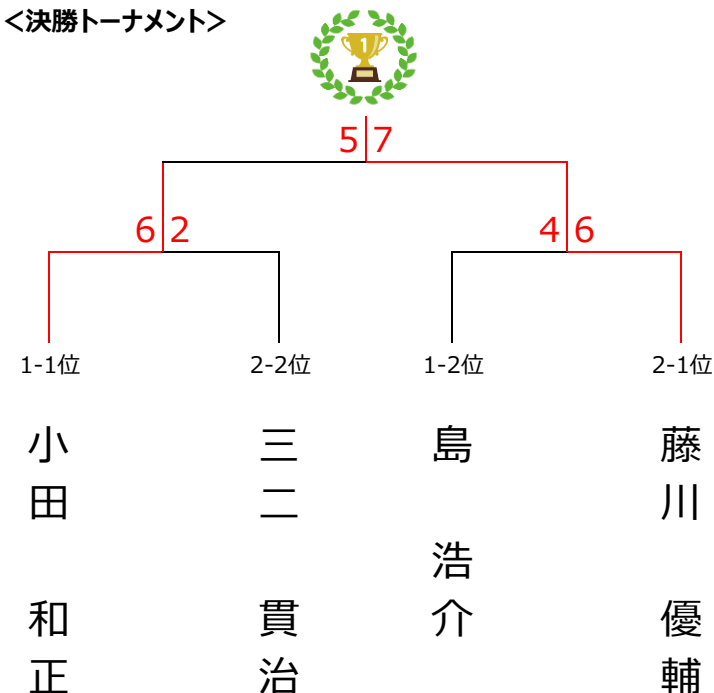 <決勝トーナメント>
1
5 7
6 2
4 6
1-1位
2-2位
1-2位
2-1位
小田 和正
三二 貫治
島 浩介
藤川 優輔